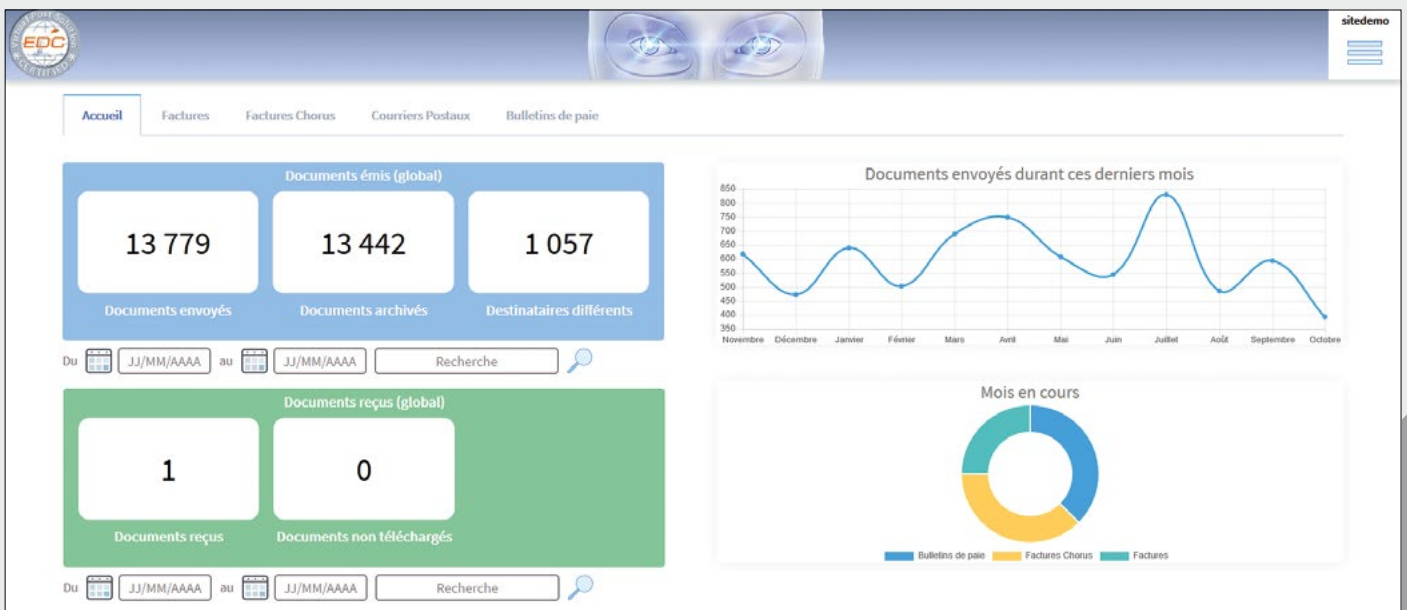 Virtual Post Solution
EDC
CERTIFIED
sitedemo
Accueil
Factures
Factures Chorus
Courriers Postaux
Bulletins de paie
Documents émis (global)
13 779
13 442
1 057
Documents envoyés
Documents archivés
Destinataires différents
Du JJ/MM/AAAA au JJ/MM/AAAA Recherche
Documents reçus (global)
1
0
Documents reçus
Documents non téléchargés
Du JJ/MM/AAAA au JJ/MM/AAAA Recherche
Documents envoyés durant ces derniers mois
850
800
750
700
650
600
550
500
450
400
350
Novembre Décembre Janvier Février Mars Avril Mai Juin Juillet Août Septembre Octobre
Mois en cours
Bulletins de paie Factures Chorus Factures